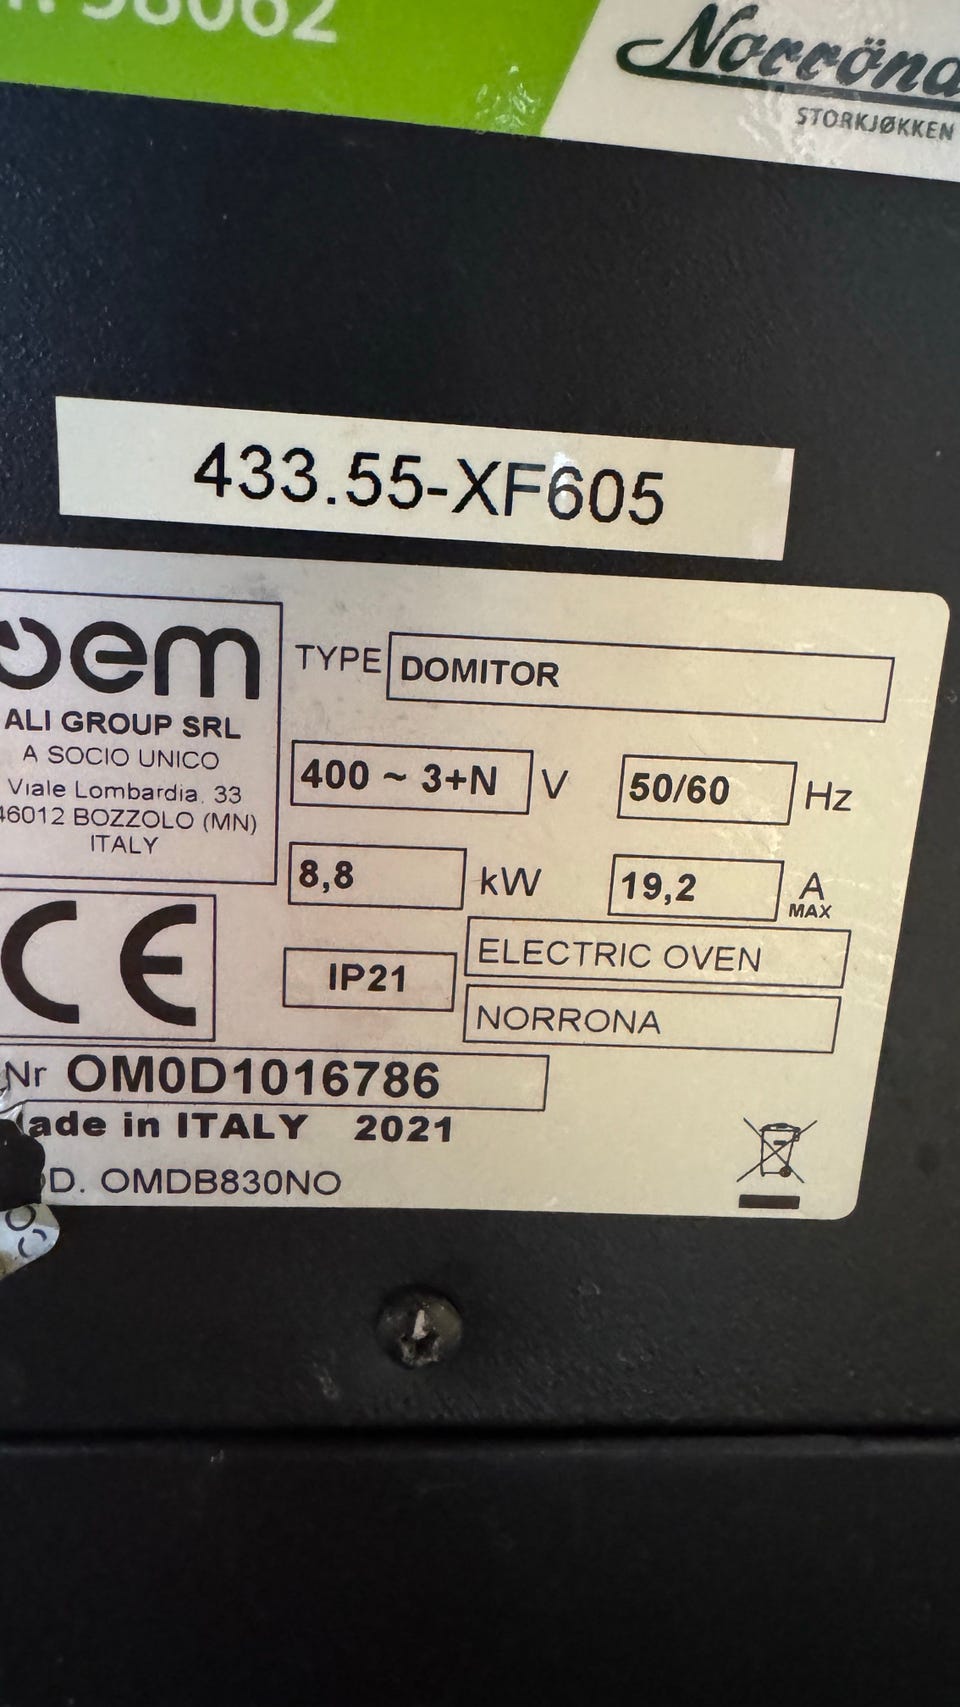 58062
Norröna
STORKJØKKEN
433.55-XF605
oem
ALI GROUP SRL
A SOCIO UNICO
Viale Lombardia, 33
46012 BOZZOLO (MN)
ITALY
TYPE DOMITOR
400 ~ 3+N V 50/60 Hz
8,8 kW 19,2 A MAX
CE
IP21
ELECTRIC OVEN
NORRONA
Nr OM0D1016786
Made in ITALY 2021
D. OMDB830NO